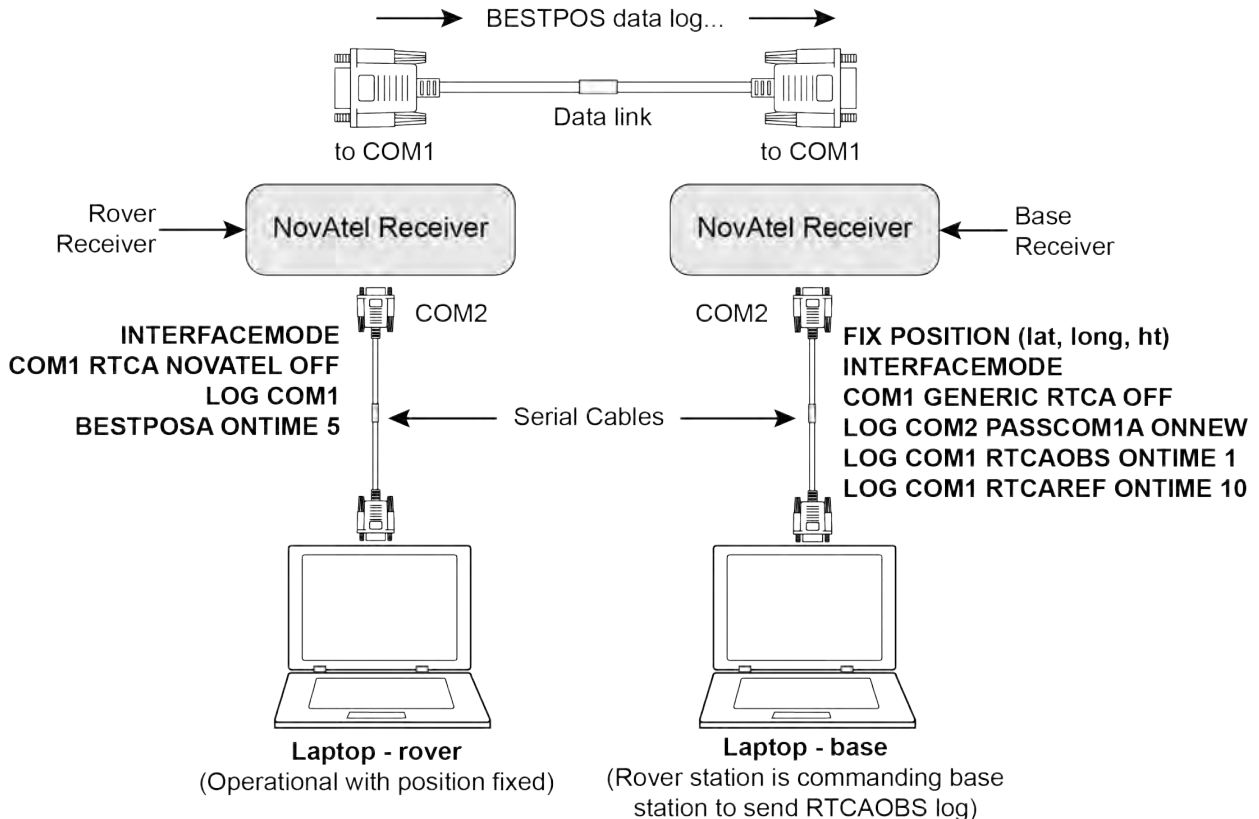 BESTPOS data log...
Data link
to COM1
to COM1
Rover
Receiver
NovAtel Receiver
NovAtel Receiver
Base
Receiver
COM2
INTERFACEMODE
COM1 RTCA NOVATEL OFF
LOG COM1
BESTPOSA ONTIME 5
Serial Cables
COM2
FIX POSITION (lat, long, ht)
INTERFACEMODE
COM1 GENERIC RTCA OFF
LOG COM2 PASSCOM1A ONNEW
LOG COM1 RTCAOBS ONTIME 1
LOG COM1 RTCAREF ONTIME 10
Laptop - rover
(Operational with position fixed)
Laptop - base
(Rover station is commanding base
station to send RTCAOBS log)